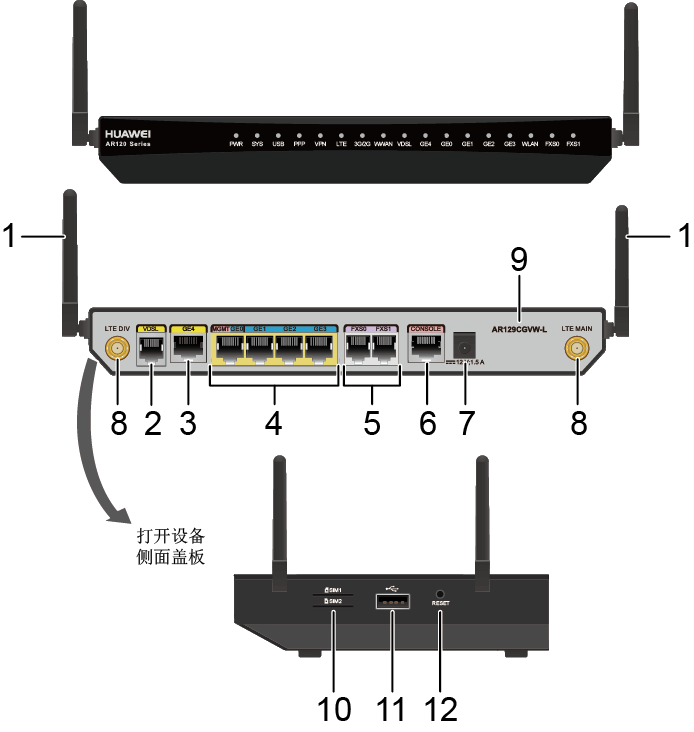 HUAWEI
AR120 Series
PWR SYS USB PPP VPN LTE 3G/2G WWAN VDSL GE4 GE0 GE1 GE2 GE3 WLAN FXS0 FXS1
1 1
9
LTE DIV VDSL GE4 MGMT GE0 GE1 GE2 GE3 FXS0 FXS1 CONSOLE AR129CGVW-L LTE MAIN
8 2 3 4 5 6 7 8
打开设备
侧面盖板
SIM1
SIM2
RESET
10 11 12